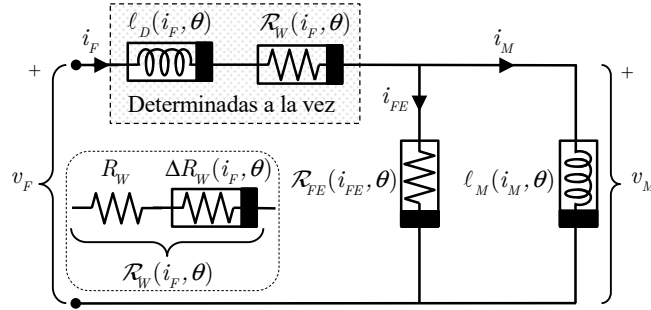 ℓ_D(i_F, θ) ℛ_W(i_F, θ)
i_F i_M
+ +
Determinadas a la vez
i_FE
v_F R_W ΔR_W(i_F, θ) ℛ_FE(i_FE, θ) ℓ_M(i_M, θ) v_M
ℛ_W(i_F, θ)